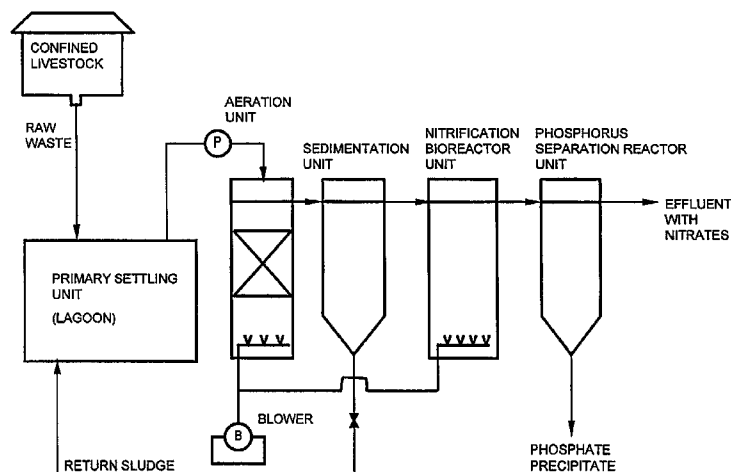 CONFINED
LIVESTOCK
RAW
WASTE
AERATION
UNIT
P
SEDIMENTATION
UNIT
NITRIFICATION
BIOREACTOR
UNIT
PHOSPHORUS
SEPARATION REACTOR
UNIT
EFFLUENT
WITH
NITRATES
PRIMARY SETTLING
UNIT
(LAGOON)
BLOWER
B
RETURN SLUDGE
PHOSPHATE
PRECIPITATE